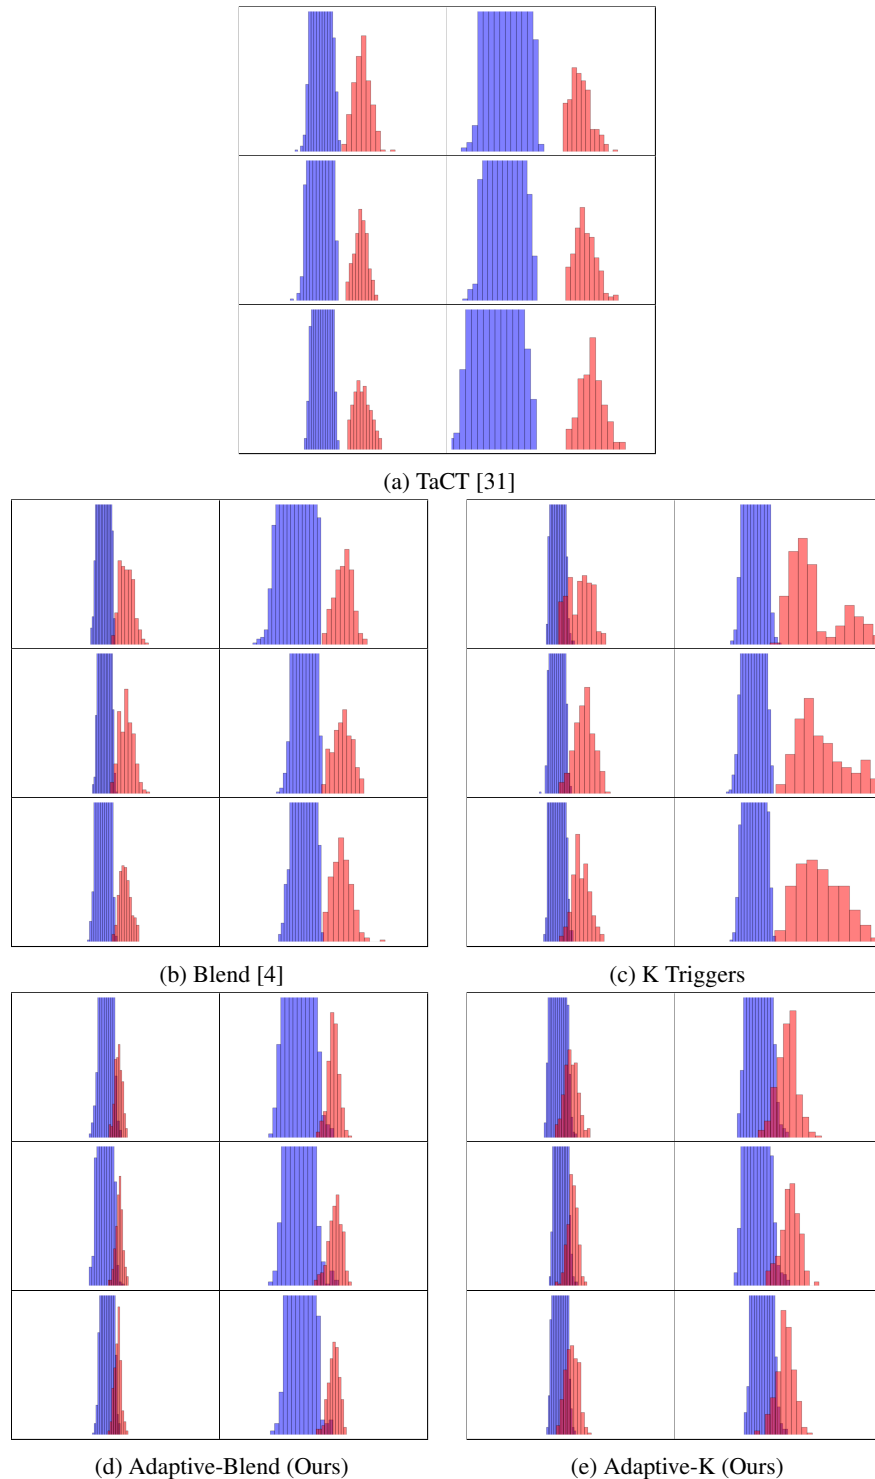 (a) TaCT [31]
(b) Blend [4]
(c) K Triggers
(d) Adaptive-Blend (Ours)
(e) Adaptive-K (Ours)